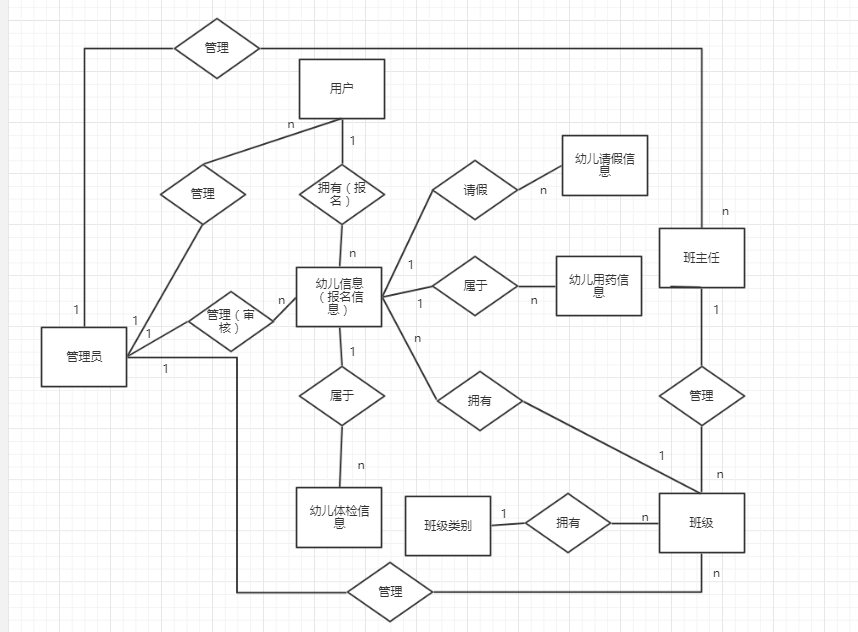 管理
用户
n
1
1
幼儿请假信
息
请假
n
管理
拥有（报
名）
n
n
1
班主任
幼儿信息
（报名信
息）
属于
幼儿用药信
息
n
1
n
管理（审
核）
1
1
1
1
n
管理员
1
1
属于
管理
拥有
1
n
n
幼儿体检信
息
1
班级类别
拥有
n
班级
n
管理